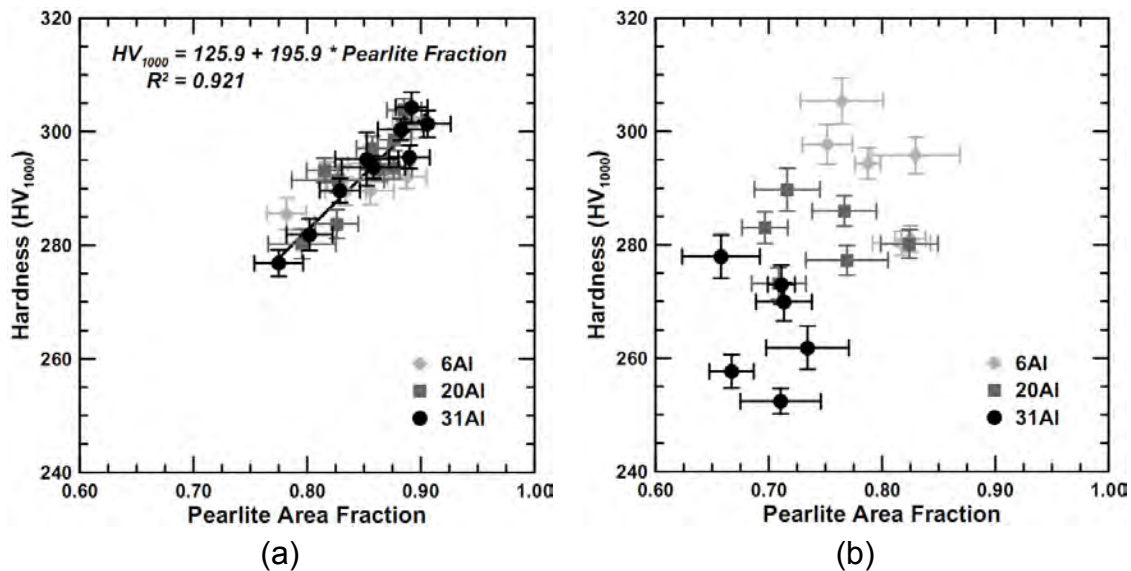 HV1000 = 125.9 + 195.9 * Pearlite Fraction
R² = 0.921
320
300
280
260
240
Hardness (HV1000)
6Al
20Al
31Al
0.60 0.70 0.80 0.90 1.00
Pearlite Area Fraction
(a)
320
300
280
260
240
Hardness (HV1000)
6Al
20Al
31Al
0.60 0.70 0.80 0.90 1.00
Pearlite Area Fraction
(b)